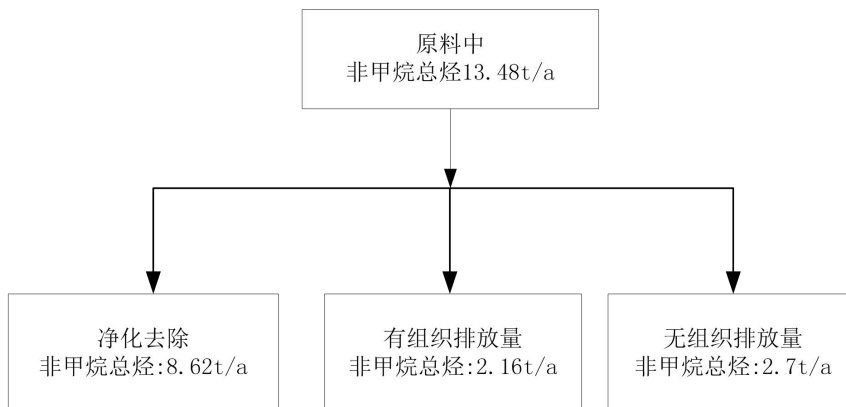 原料中
非甲烷总烃13.48t/a
净化去除
非甲烷总烃:8.62t/a
有组织排放量
非甲烷总烃:2.16t/a
无组织排放量
非甲烷总烃:2.7t/a